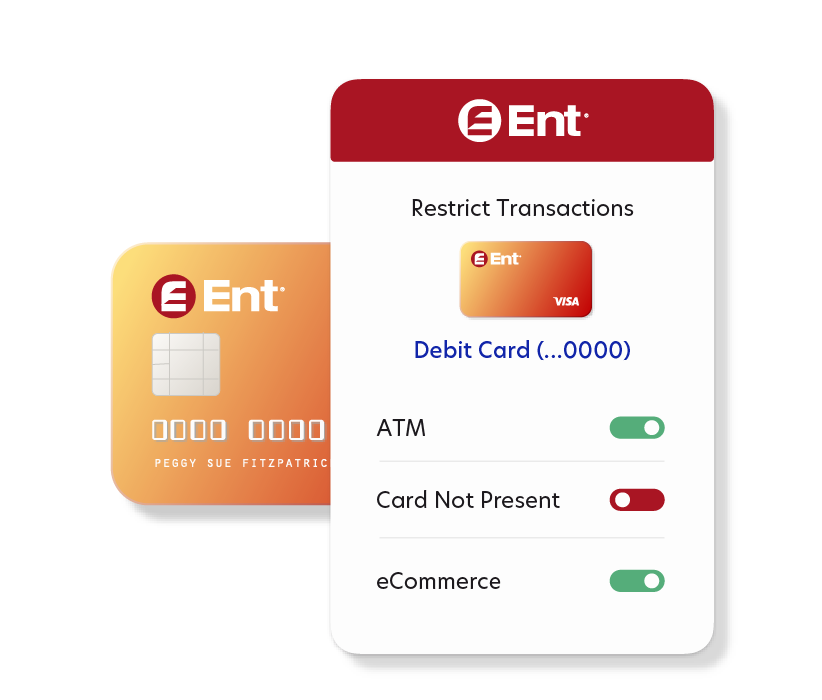 Ent
Restrict Transactions
Ent
VISA
Debit Card (...0000)
ATM
Card Not Present
eCommerce
Ent
0000 0000
PEGGY SUE FITZPATRIC